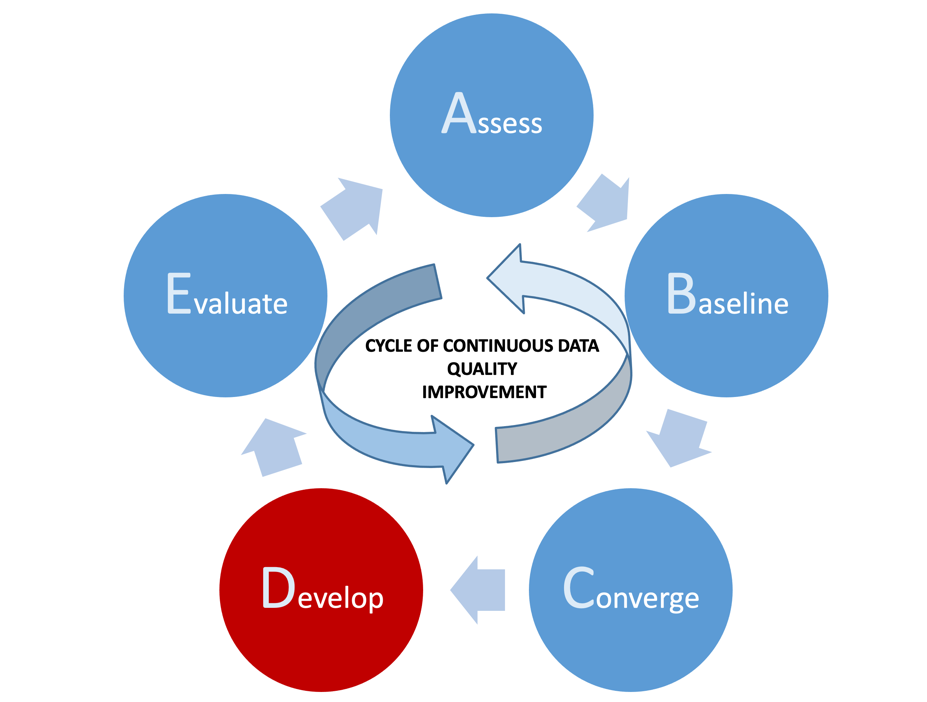 Assess
Baseline
Converge
Develop
Evaluate
CYCLE OF CONTINUOUS DATA
QUALITY
IMPROVEMENT